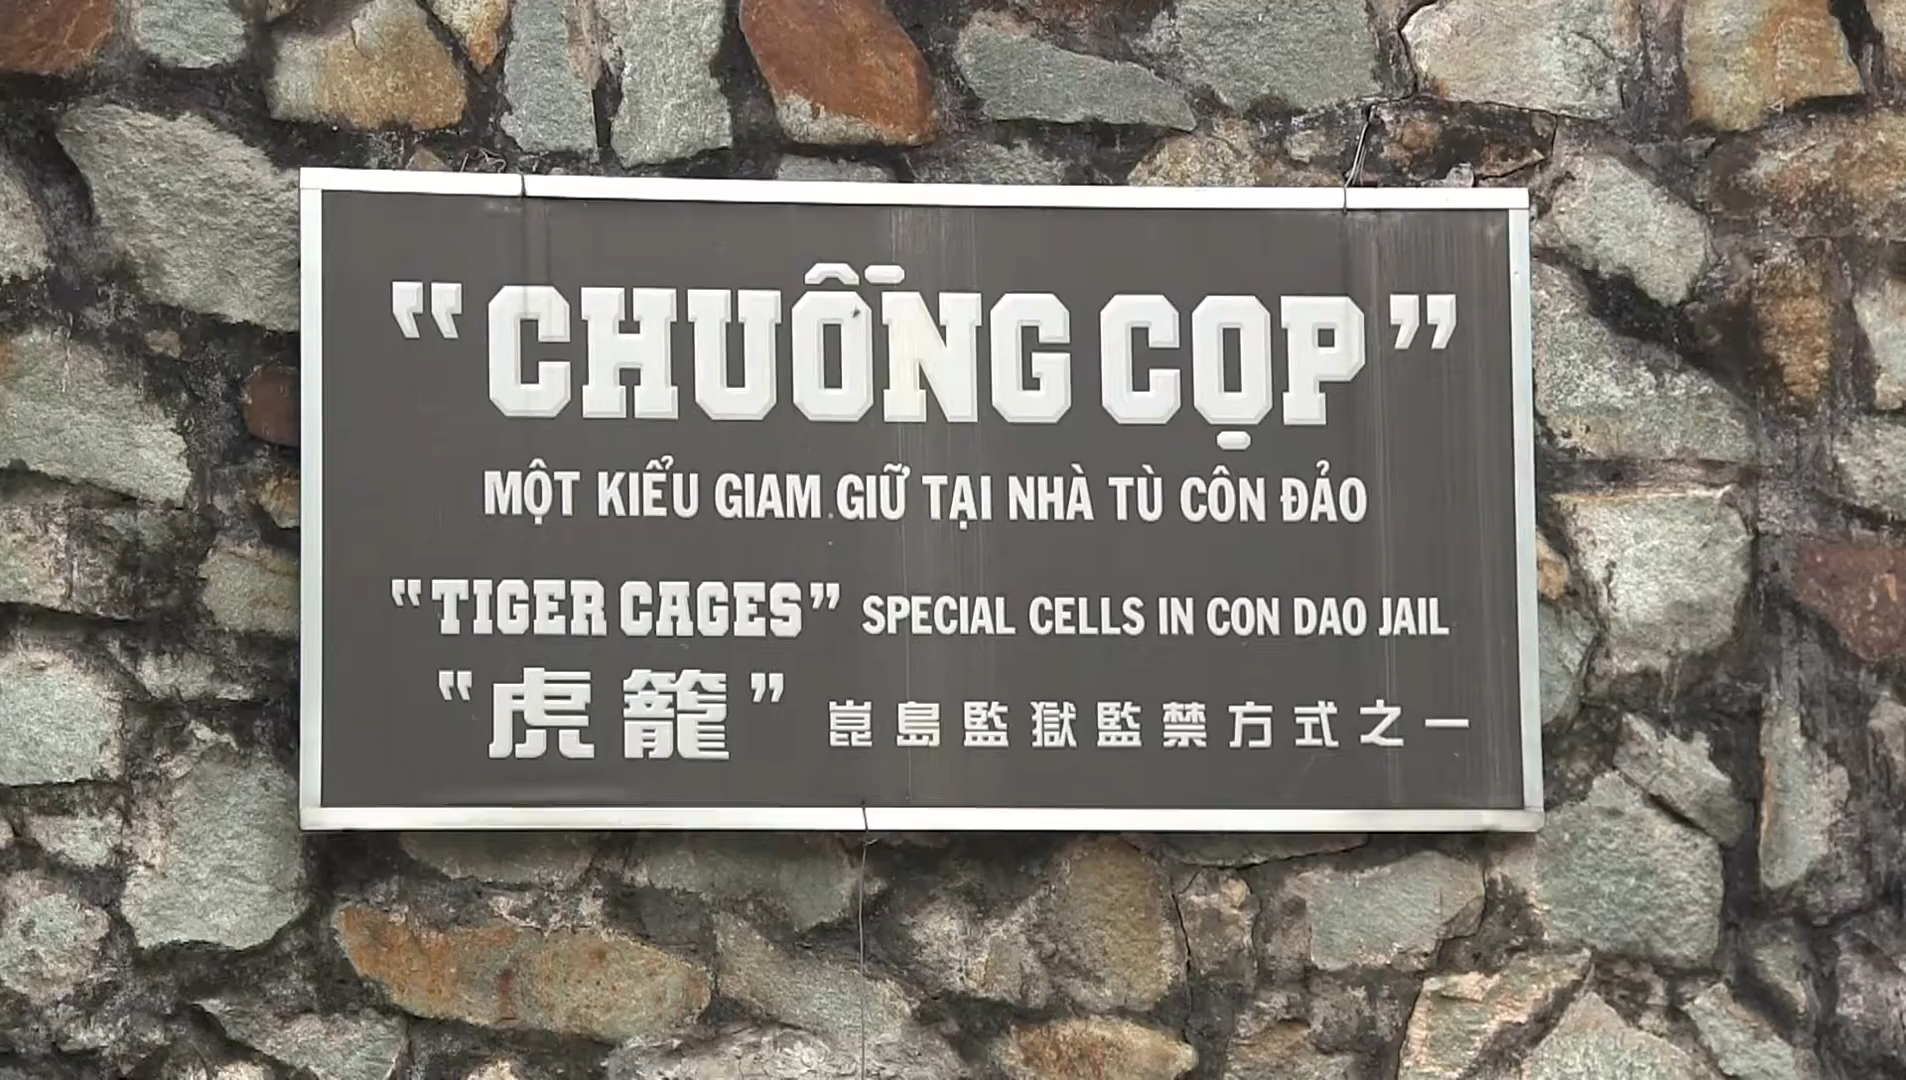 “CHUỒNG CỌP”
MỘT KIỂU GIAM GIỮ TẠI NHÀ TÙ CÔN ĐẢO
“TIGER CAGES” SPECIAL CELLS IN CON DAO JAIL
“虎籠” 崑島監獄監禁方式之一